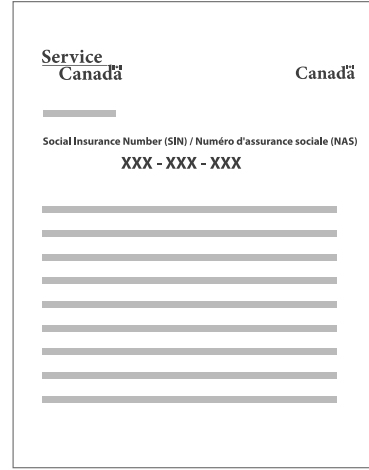 Service
Canada
Canada
Social Insurance Number (SIN) / Numéro d'assurance sociale (NAS)
XXX - XXX - XXX